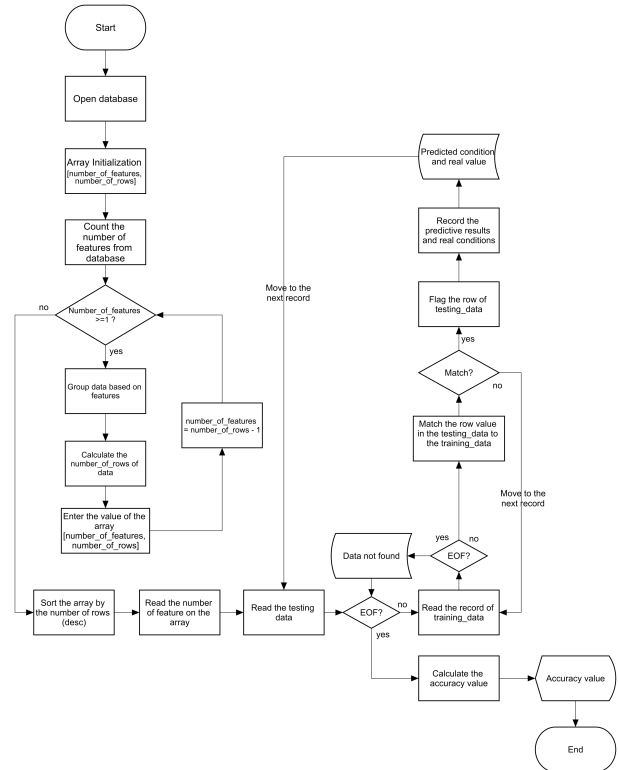 Start
Open database
Array Initialization
[number_of_features,
number_of_rows]
Count the
number of
features from
database
no
Number_of_features
>=1 ?
yes
Group data based on
features
Calculate the
number_of_rows of
data
Enter the value of the
array
[number_of_features,
number_of_rows]
number_of_features
= number_of_rows - 1
Sort the array by
the number of rows
(desc)
Read the number
of feature on the
array
Read the testing
data
EOF?
no
yes
Read the record of
training_data
EOF?
yes
no
Data not found
Match the row value
in the testing_data to
the training_data
Match?
yes
no
Move to the
next record
Flag the row of
testing_data
Record the
predictive results
and real conditions
Predicted condition
and real value
Move to the
next record
Calculate the
accuracy value
Accuracy value
End